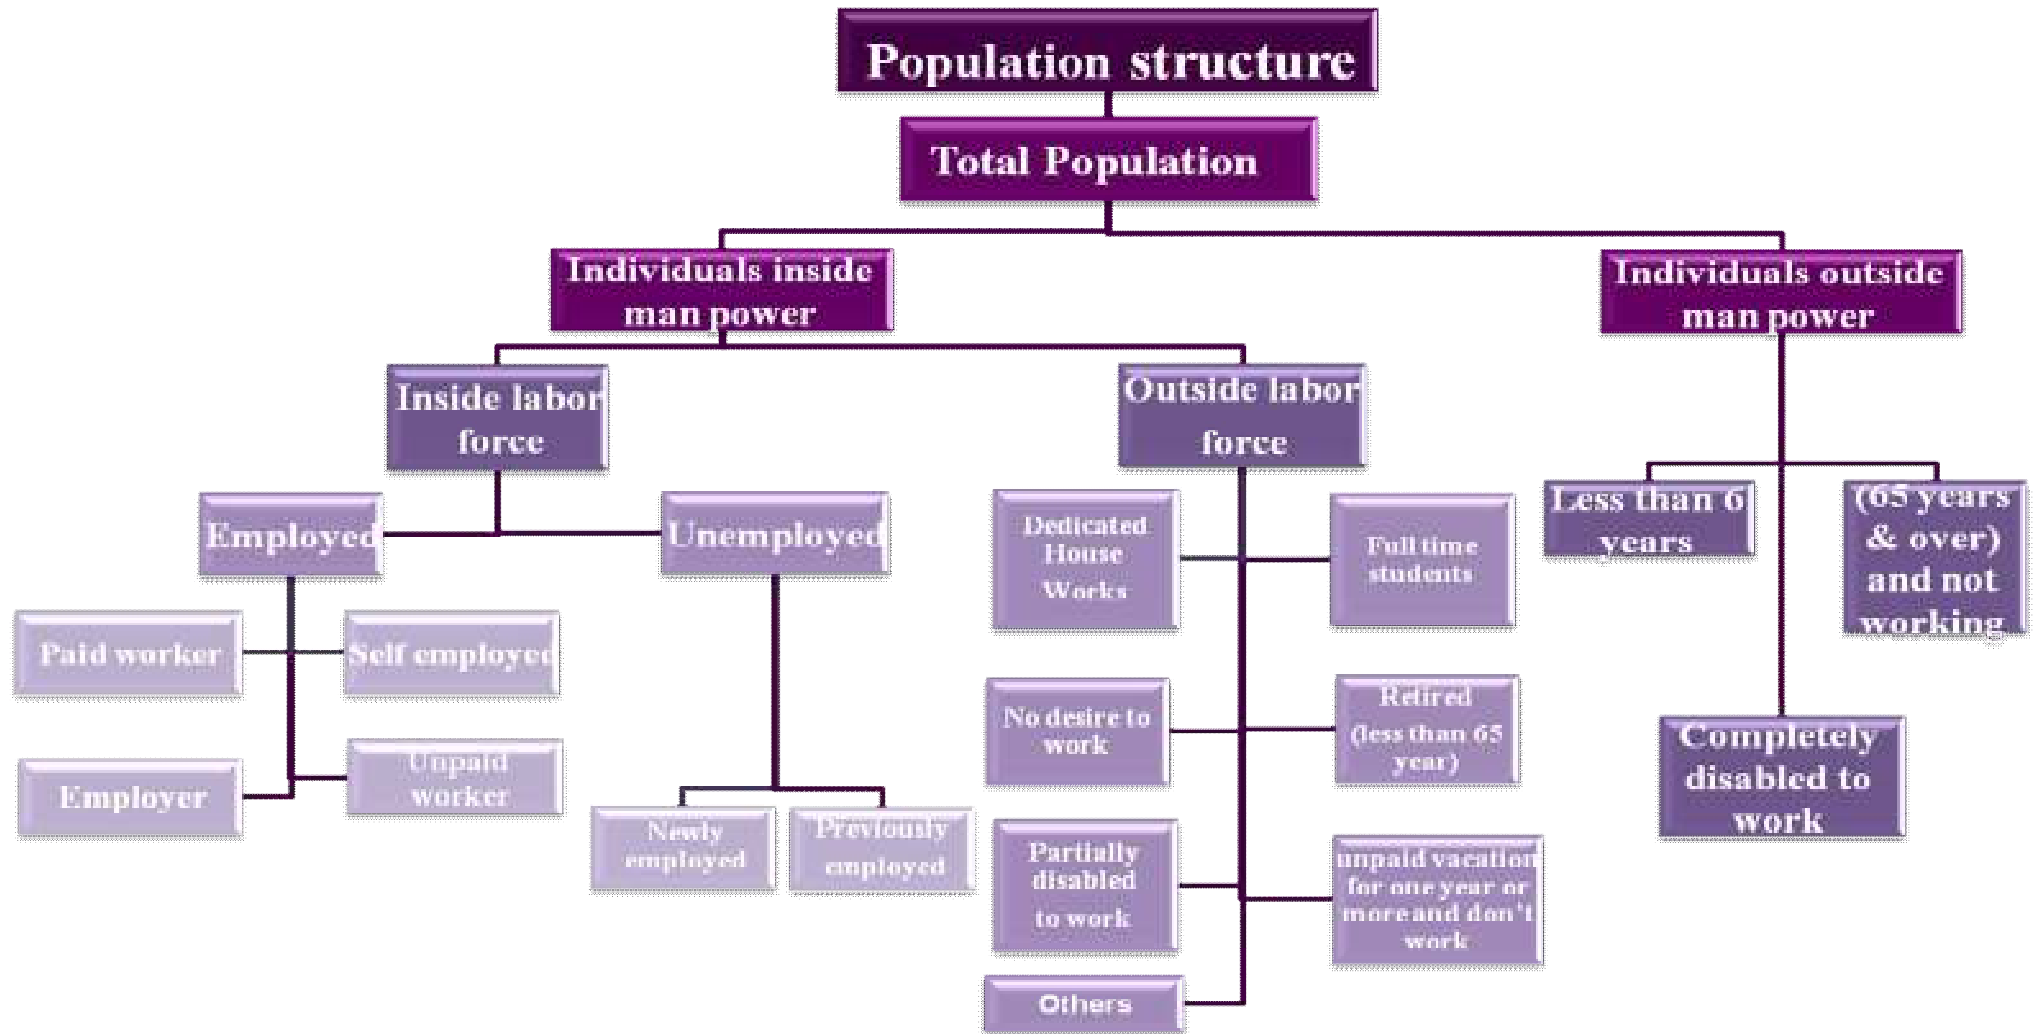 Population structure
Total Population
Individuals inside
man power
Individuals outside
man power
Inside labor
force
Outside labor
force
Employed
Unemployed
Dedicated
House
Works
Full time
students
Less than 6
years
(65 years
& over)
and not
working
Paid worker
Self employed
No desire to
work
Retired
(less than 65
year)
Completely
disabled to
work
Employer
Unpaid
worker
Newly
employed
Previously
employed
Partially
disabled
to work
unpaid vacation
for one year or
more and don't
work
Others